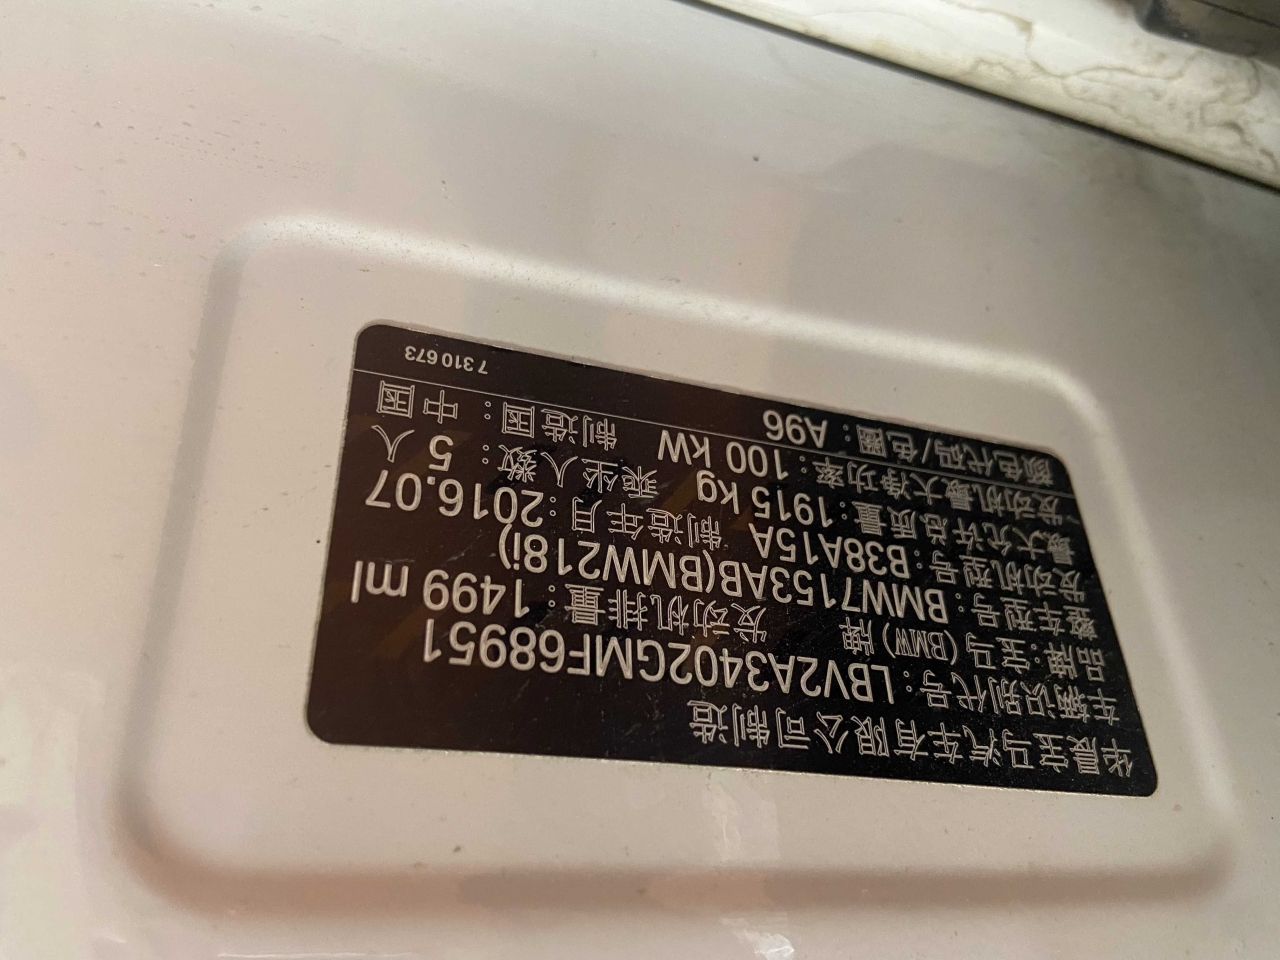 华晨宝马汽车有限公司制造
车辆识别代号：LBV2A3402GMF68951
品牌：宝马（BMW）牌 发动机排量：1499 ml
整车型号：BMW7153AB(BMW218i)
发动机型号：B38A15A 制造年月：2016.07
最大允许总质量：1915 kg 乘坐人数：5 人
发动机最大净功率：100 kW 制造国：中国
颜色代码/色圈：A96
7 310 673